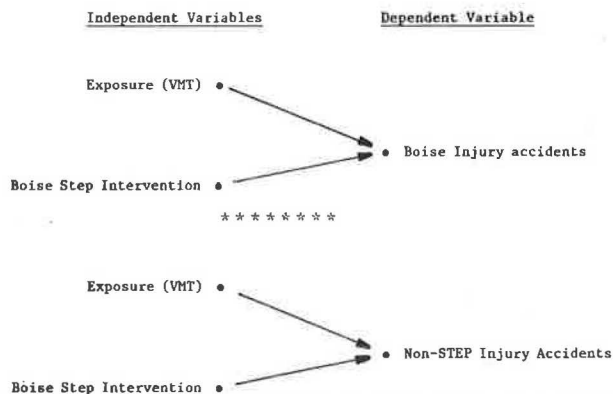 Independent Variables Dependent Variable
Exposure (VMT)
Boise Injury accidents
Boise Step Intervention
* * * * * * * *
Exposure (VMT)
Non-STEP Injury Accidents
Boise Step Intervention